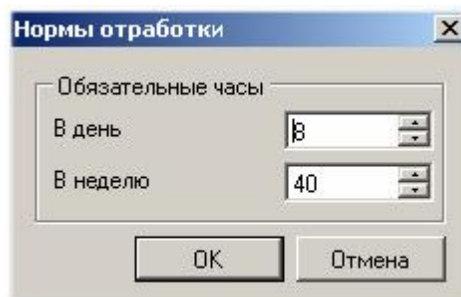 Нормы отработки
Обязательные часы
В день 8
В неделю 40
OK Отмена